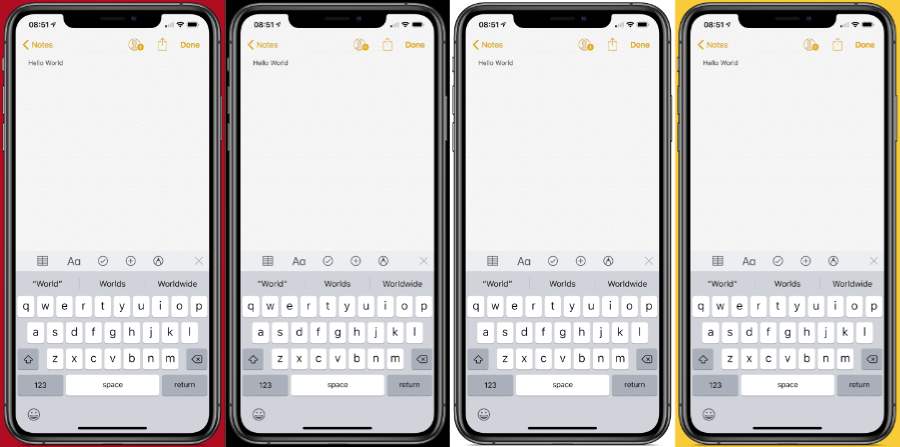 08:51
Notes
Done
Hello World
Aa
"World" Worlds Worldwide
q w e r t y u i o p
a s d f g h j k l
z x c v b n m
123 space return
08:51
Notes
Done
Hello World
Aa
"World" Worlds Worldwide
q w e r t y u i o p
a s d f g h j k l
z x c v b n m
123 space return
08:51
Notes
Done
Hello World
Aa
"World" Worlds Worldwide
q w e r t y u i o p
a s d f g h j k l
z x c v b n m
123 space return
08:51
Notes
Done
Hello World
Aa
"World" Worlds Worldwide
q w e r t y u i o p
a s d f g h j k l
z x c v b n m
123 space return